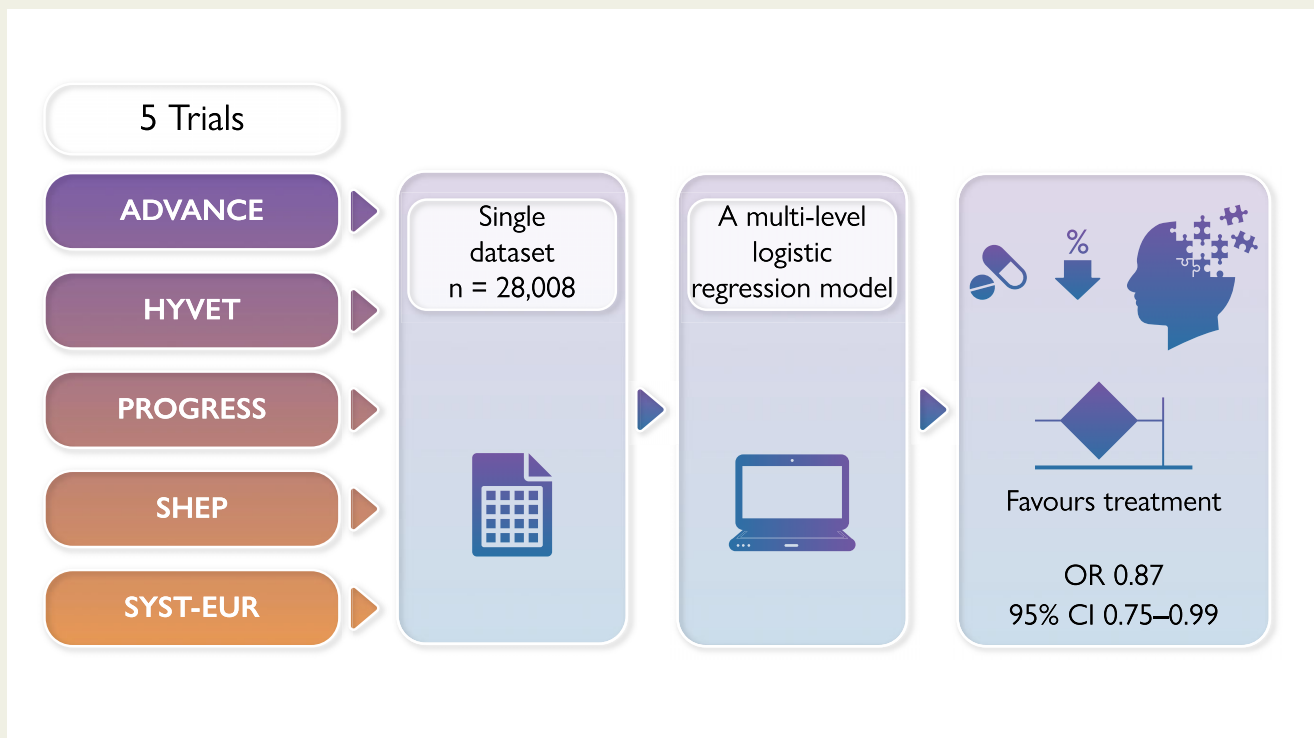 5 Trials
ADVANCE
HYVET
PROGRESS
SHEP
SYST-EUR
Single
dataset
n = 28,008
A multi-level
logistic
regression model
%
Favours treatment
OR 0.87
95% CI 0.75–0.99